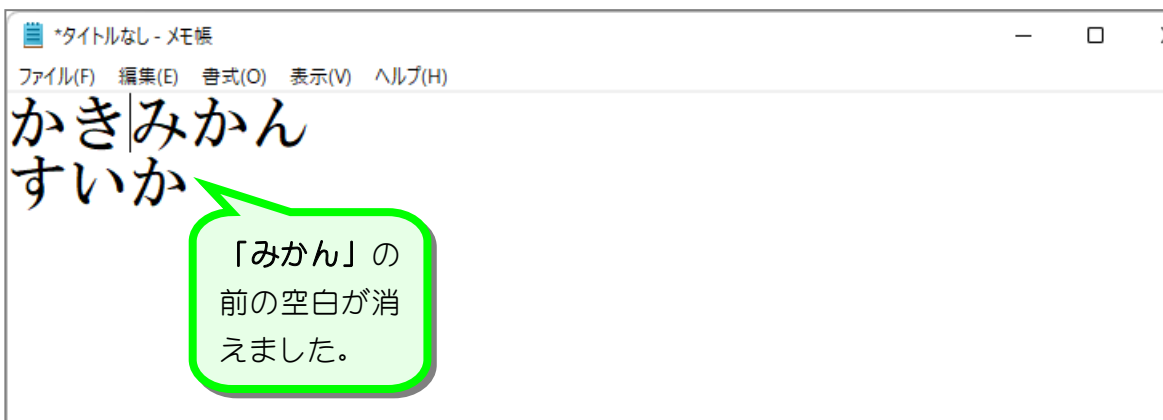 *タイトルなし - メモ帳
ファイル(F) 編集(E) 書式(O) 表示(V) ヘルプ(H)
かきみかん
すいか
「みかん」の
前の空白が消
えました。